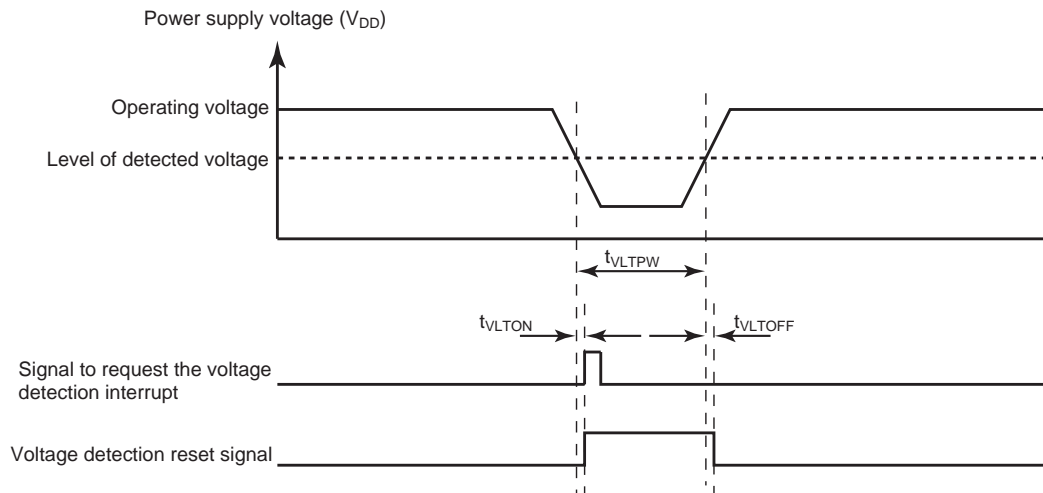 Power supply voltage (VDD)
Operating voltage
Level of detected voltage
tVLTPW
tVLTON
tVLTOFF
Signal to request the voltage
detection interrupt
Voltage detection reset signal